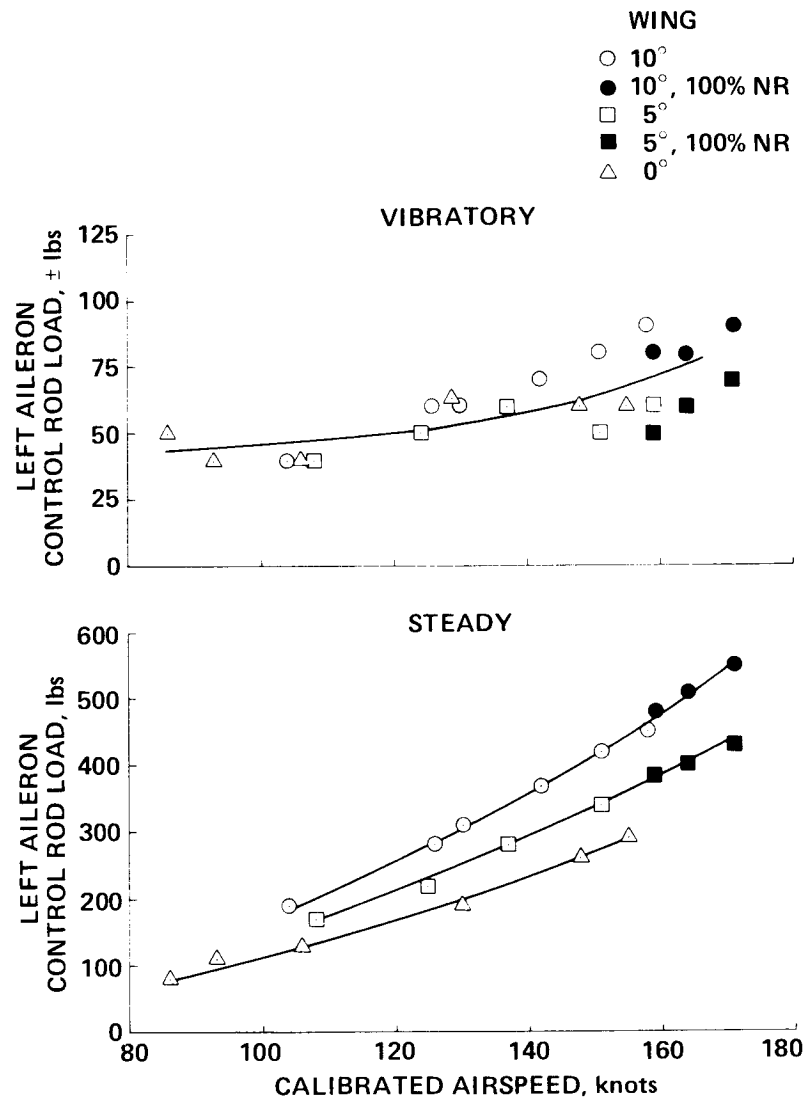 WING
○ 10°
● 10°, 100% NR
□ 5°
■ 5°, 100% NR
△ 0°
VIBRATORY
LEFT AILERON
CONTROL ROD LOAD, ± lbs
125
100
75
50
25
0
STEADY
LEFT AILERON
CONTROL ROD LOAD, lbs
600
500
400
300
200
100
0
80 100 120 140 160 180
CALIBRATED AIRSPEED, knots